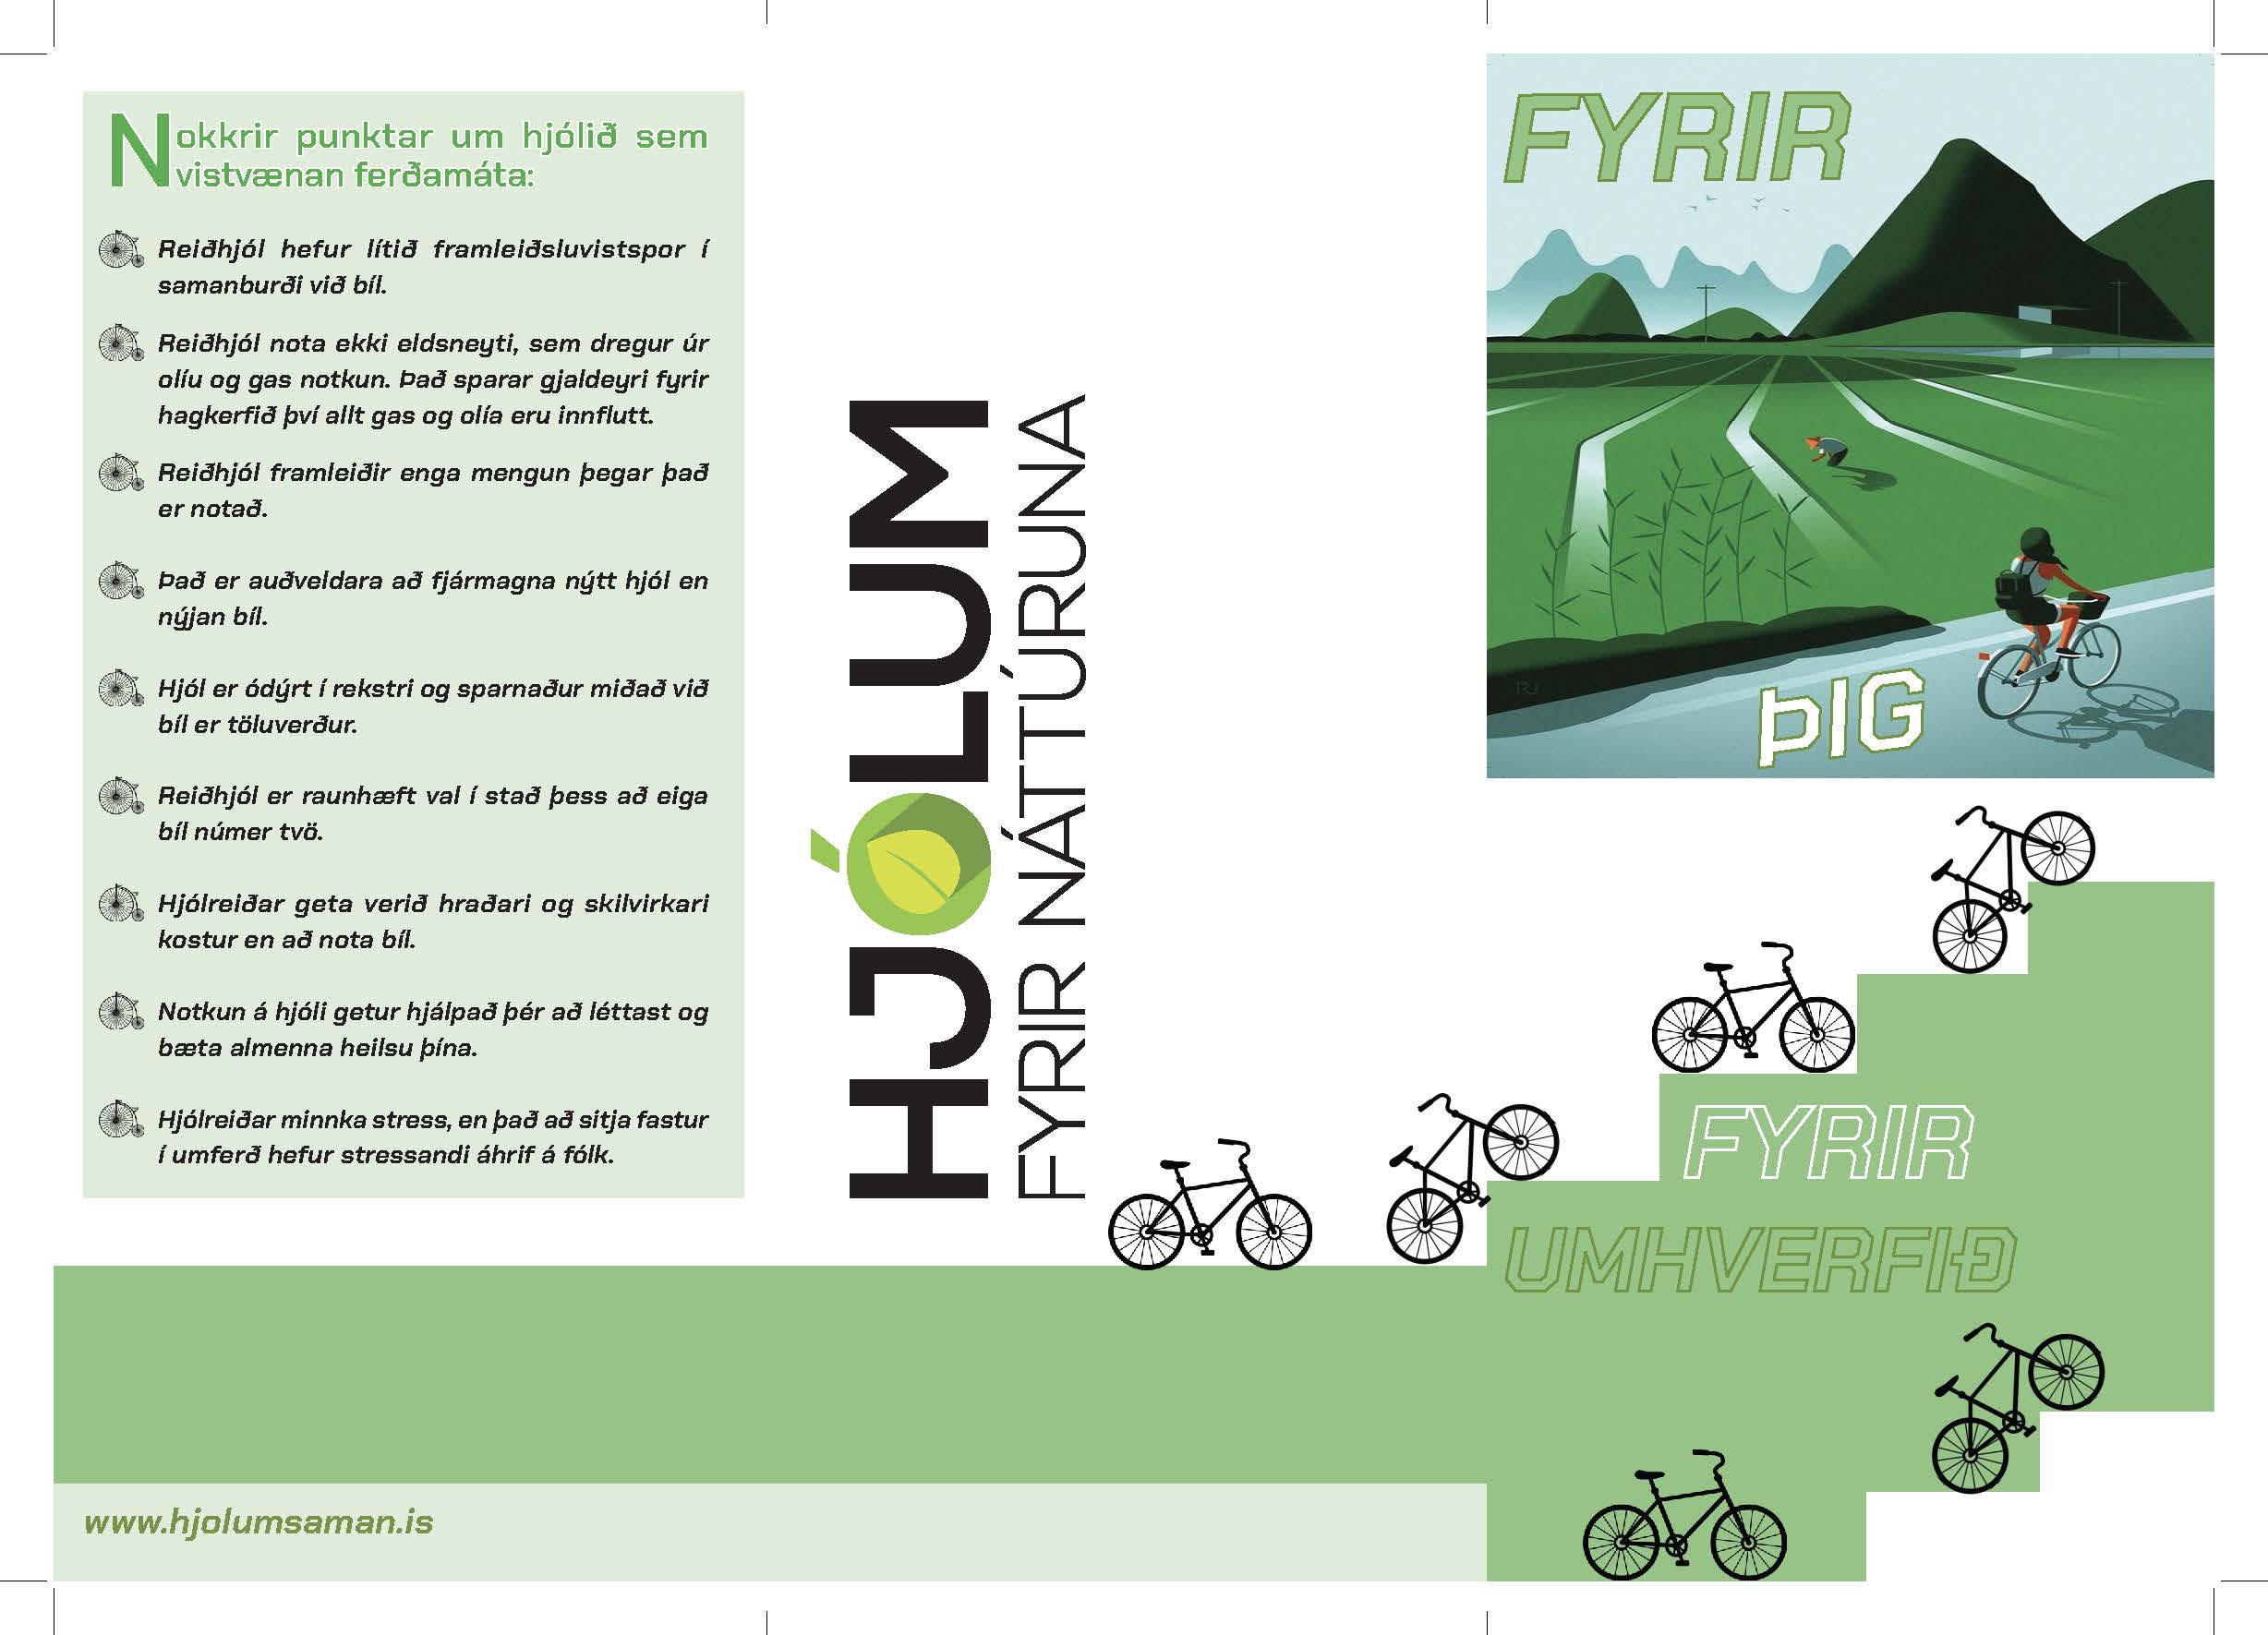 Nokkrir punktar um hjólið sem
vistvænan ferðamáta:
Reiðhjól hefur lítið framleiðsluvistspor í
samanburði við bíl.
Reiðhjól nota ekki eldsneyti, sem dregur úr
olíu og gas notkun. Það sparar gjaldeyri fyrir
hagkerfið því allt gas og olía eru innflutt.
Reiðhjól framleiðir enga mengun þegar það
er notað.
Það er auðveldara að fjármagna nýtt hjól en
nýjan bíl.
Hjól er ódýrt í rekstri og sparnaður miðað við
bíl er töluverður.
Reiðhjól er raunhæft val í stað þess að eiga
bíl númer tvö.
Hjólreiðar geta verið hraðari og skilvirkari
kostur en að nota bíl.
Notkun á hjóli getur hjálpað þér að léttast og
bæta almenna heilsu þína.
Hjólreiðar minnka stress, en það að sitja fastur
í umferð hefur stressandi áhrif á fólk.
www.hjolumsaman.is
HJÓLUM
FYRIR NÁTTÚRUNA
FYRIR
ÞIG
FYRIR
UMHVERFIÐ